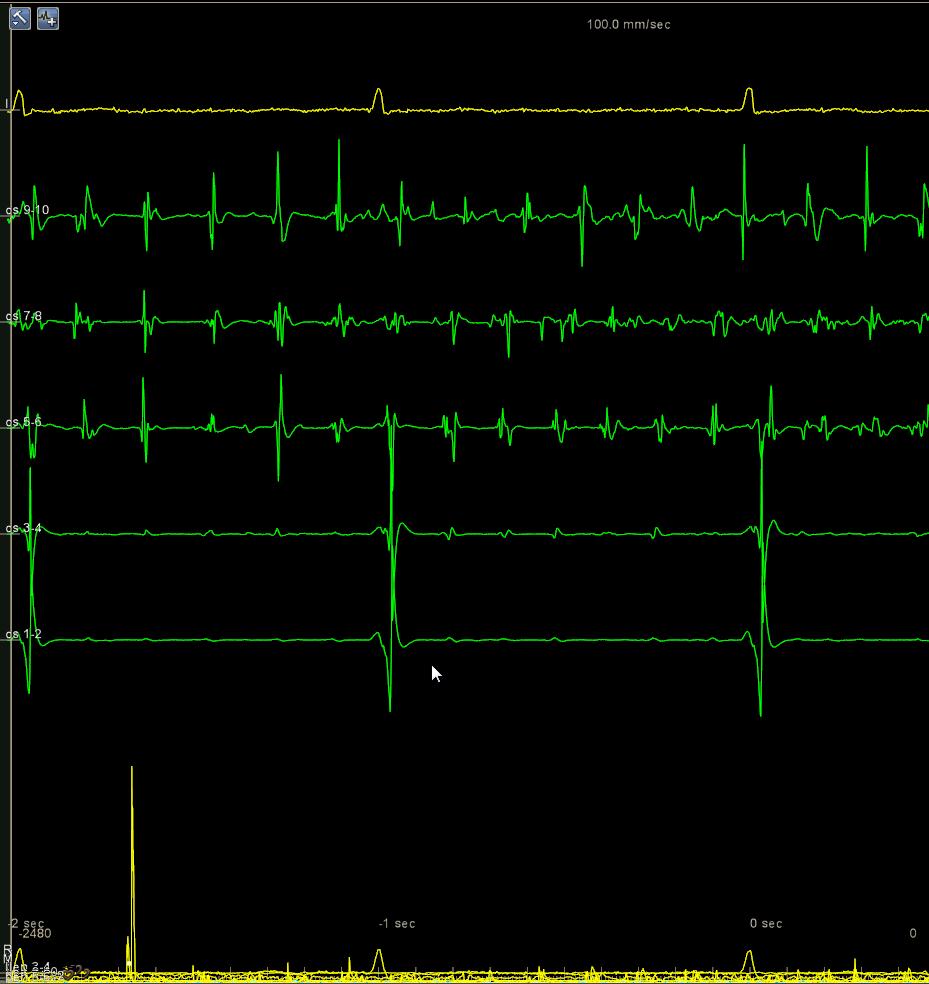 100.0 mm/sec
I
cs 9-10
cs 7-8
cs 5-6
cs 3-4
cs 1-2
-2 sec
-1 sec
0 sec
-2480
0